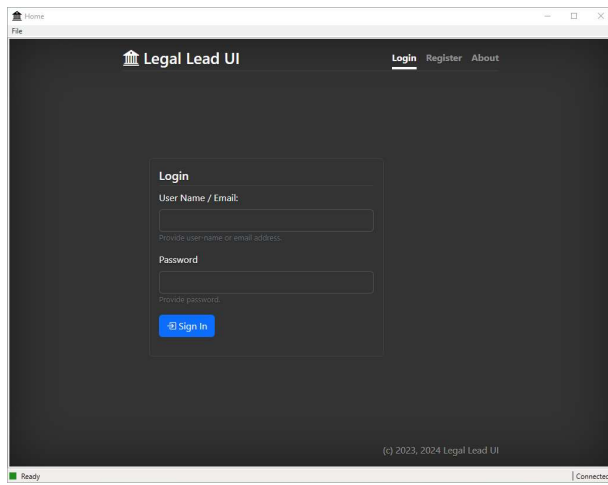 Home
File
Legal Lead UI
Login Register About
Login
User Name / Email:
Provide user name or email address.
Password
Provide password.
Sign In
(c) 2023, 2024 Legal Lead UI
Ready
Connected